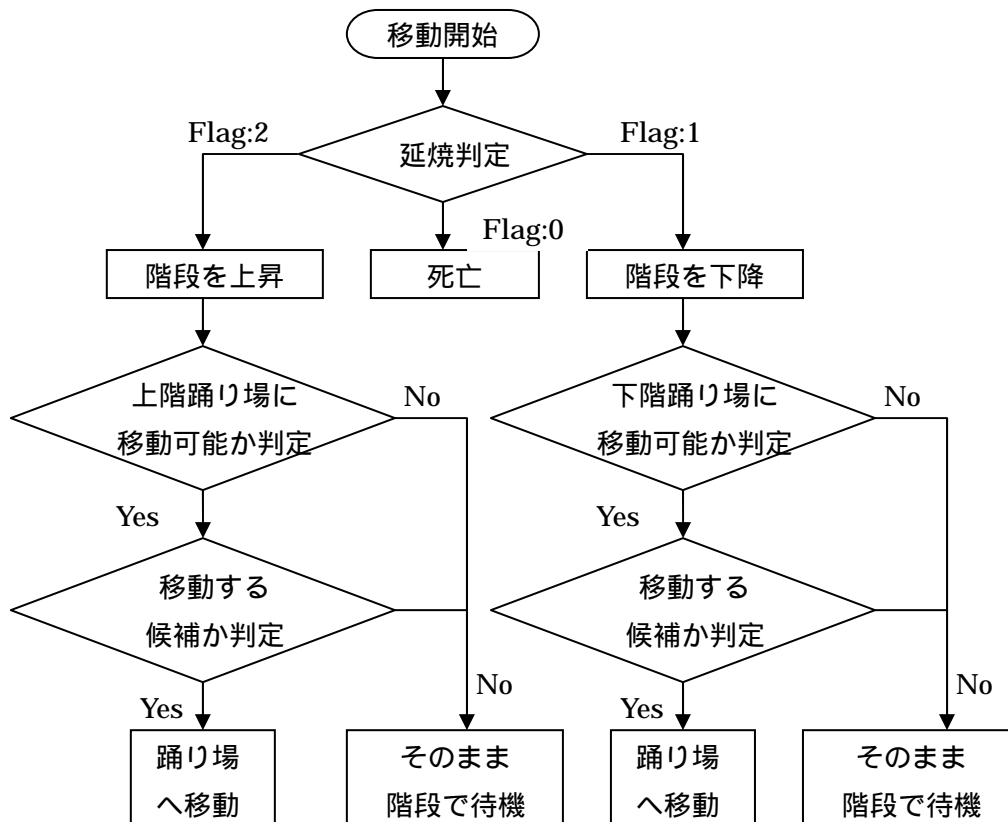 移動開始
Flag:2
延焼判定
Flag:1
Flag:0
階段を上昇
死亡
階段を下降
上階踊り場に
移動可能か判定
No
下階踊り場に
移動可能か判定
No
Yes
Yes
移動する
候補か判定
移動する
候補か判定
Yes
No
Yes
No
踊り場
へ移動
そのまま
階段で待機
踊り場
へ移動
そのまま
階段で待機